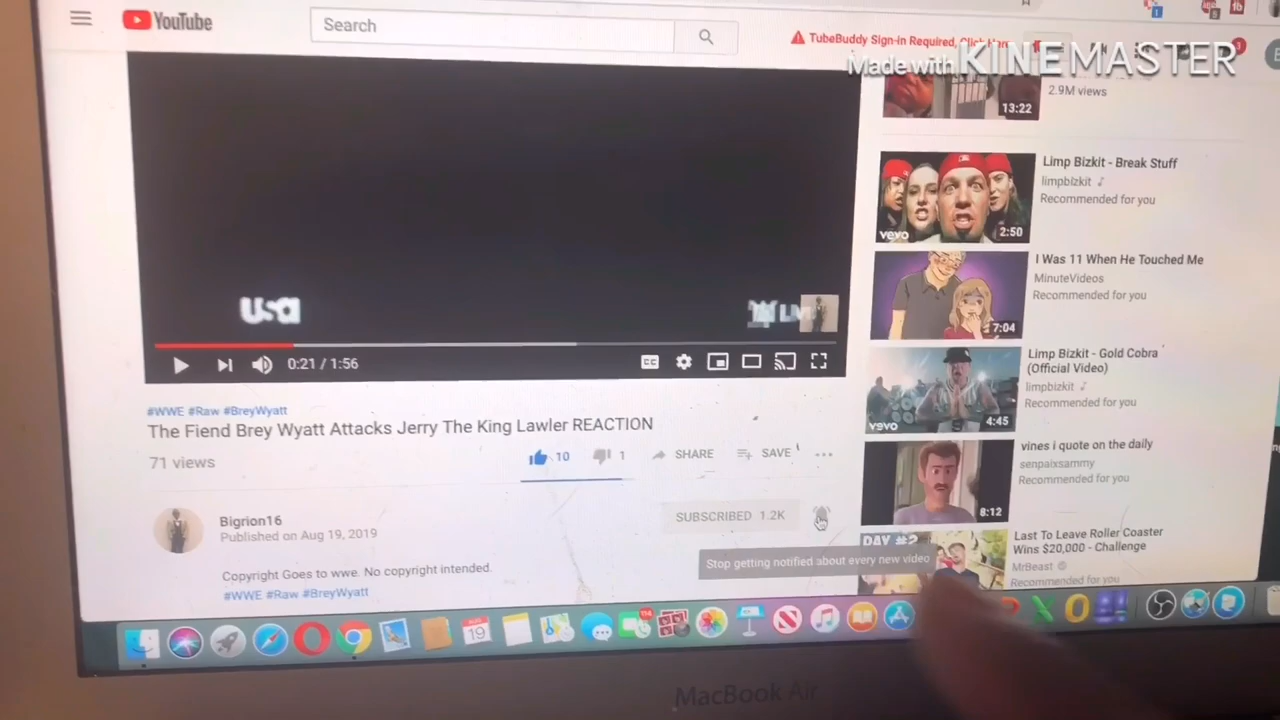 YouTube
Search
TubeBuddy Sign-in Required, Click Here
Made with KINEMASTER
13:22
2.9M views
vevo
2:50
Limp Bizkit - Break Stuff
limpbizkit
Recommended for you
7:04
I Was 11 When He Touched Me
MinuteVideos
Recommended for you
vevo
4:45
Limp Bizkit - Gold Cobra
(Official Video)
limpbizkit
Recommended for you
8:12
vines i quote on the daily
senpaixsammy
Recommended for you
DAY #2
Last To Leave Roller Coaster
Wins $20,000 - Challenge
MrBeast
Recommended for you
usa
0:21 / 1:56
CC
#WWE #Raw #BreyWyatt
The Fiend Brey Wyatt Attacks Jerry The King Lawler REACTION
71 views
10
1
SHARE
SAVE
Bigrion16
Published on Aug 19, 2019
SUBSCRIBED 1.2K
Stop getting notified about every new video
Copyright Goes to wwe. No copyright intended.
#WWE #Raw #BreyWyatt
19
MacBook Air